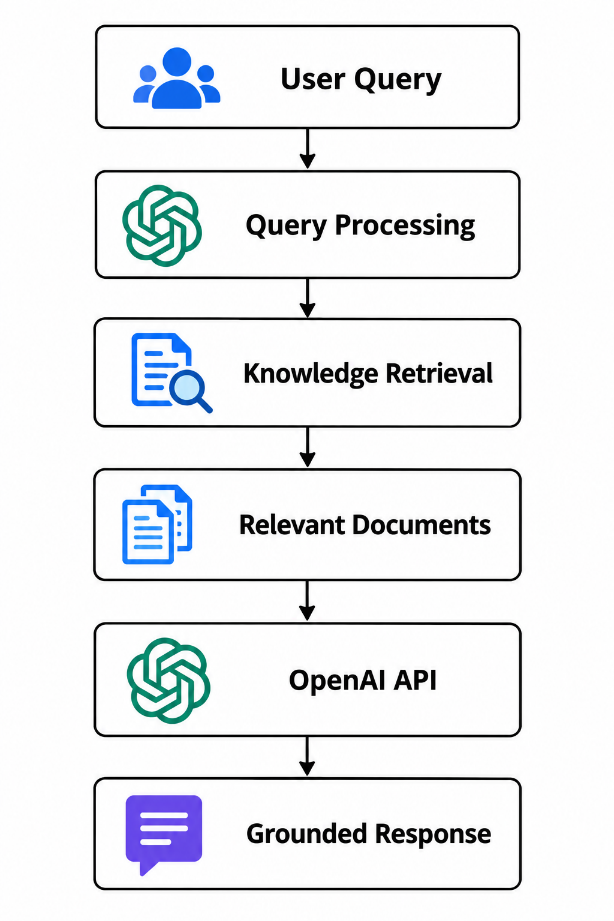 User Query
Query Processing
Knowledge Retrieval
Relevant Documents
OpenAI API
Grounded Response